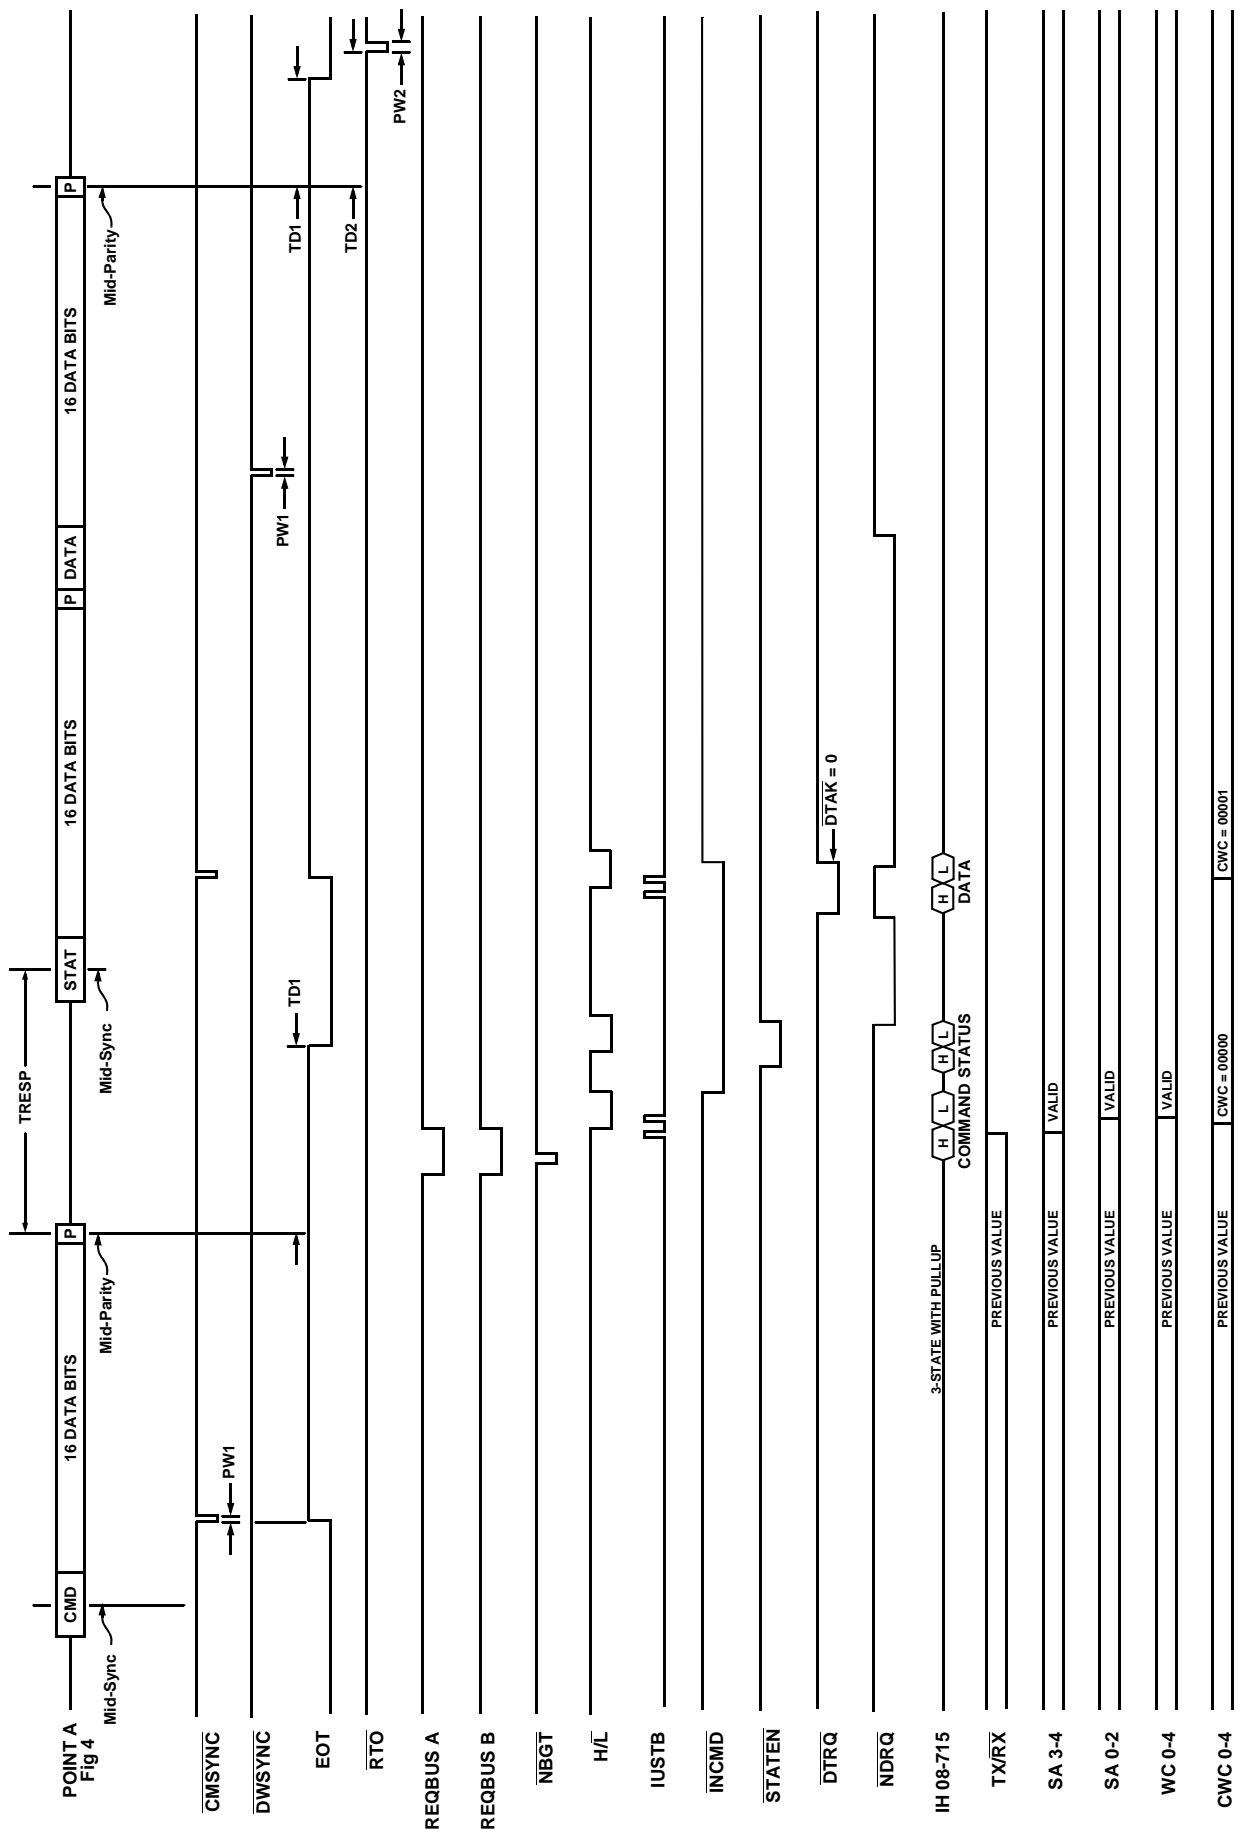 POINT A
Fig 4
CMD
16 DATA BITS
P
STAT
16 DATA BITS
P
DATA
16 DATA BITS
P
TRESP
Mid-Sync
Mid-Parity
Mid-Sync
Mid-Parity
CMSYNC
PW1
DWSYNC
PW1
EOT
TD1
TD1
RTO
TD2
PW2
REQBUS A
REQBUS B
NBGT
H/L
IUSTB
INCMD
STATEN
DTRQ
DTAK = 0
NDRQ
IH 08-715
3-STATE WITH PULLUP
H L
H L
H L
COMMAND STATUS
DATA
TX/RX
PREVIOUS VALUE
SA 3-4
PREVIOUS VALUE
VALID
SA 0-2
PREVIOUS VALUE
VALID
WC 0-4
PREVIOUS VALUE
VALID
CWC 0-4
PREVIOUS VALUE
CWC = 00000
CWC = 00001